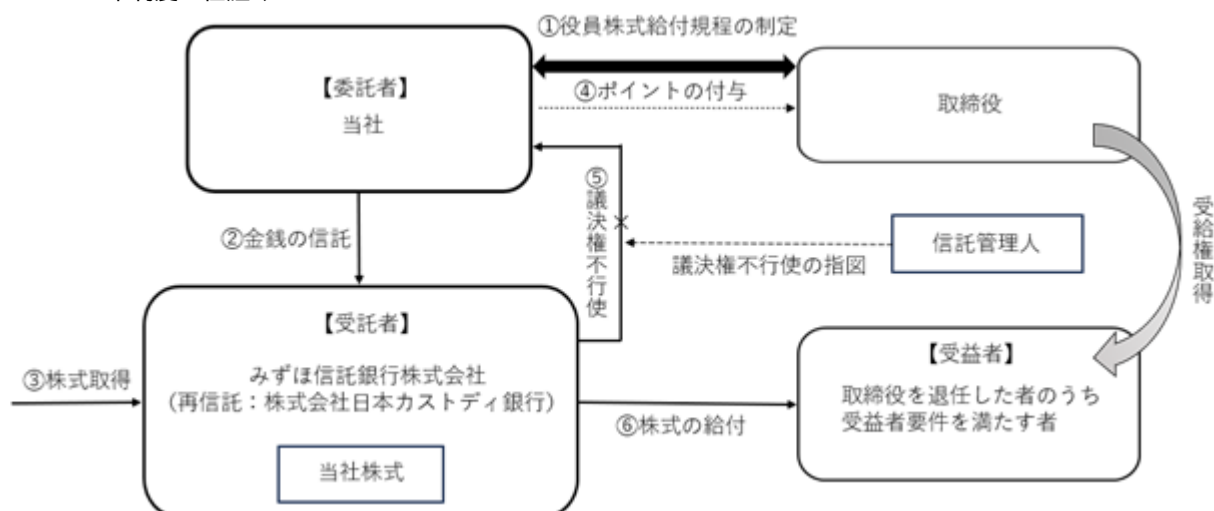 ①役員株式給付規程の制定
【委託者】
当社
④ポイントの付与
取締役
⑤議決権不行使
②金銭の信託
信託管理人
議決権不行使の指図
受給権取得
【受託者】
みずほ信託銀行株式会社
(再信託：株式会社日本カストディ銀行)
当社株式
③株式取得
⑥株式の給付
【受益者】
取締役を退任した者のうち
受益者要件を満たす者